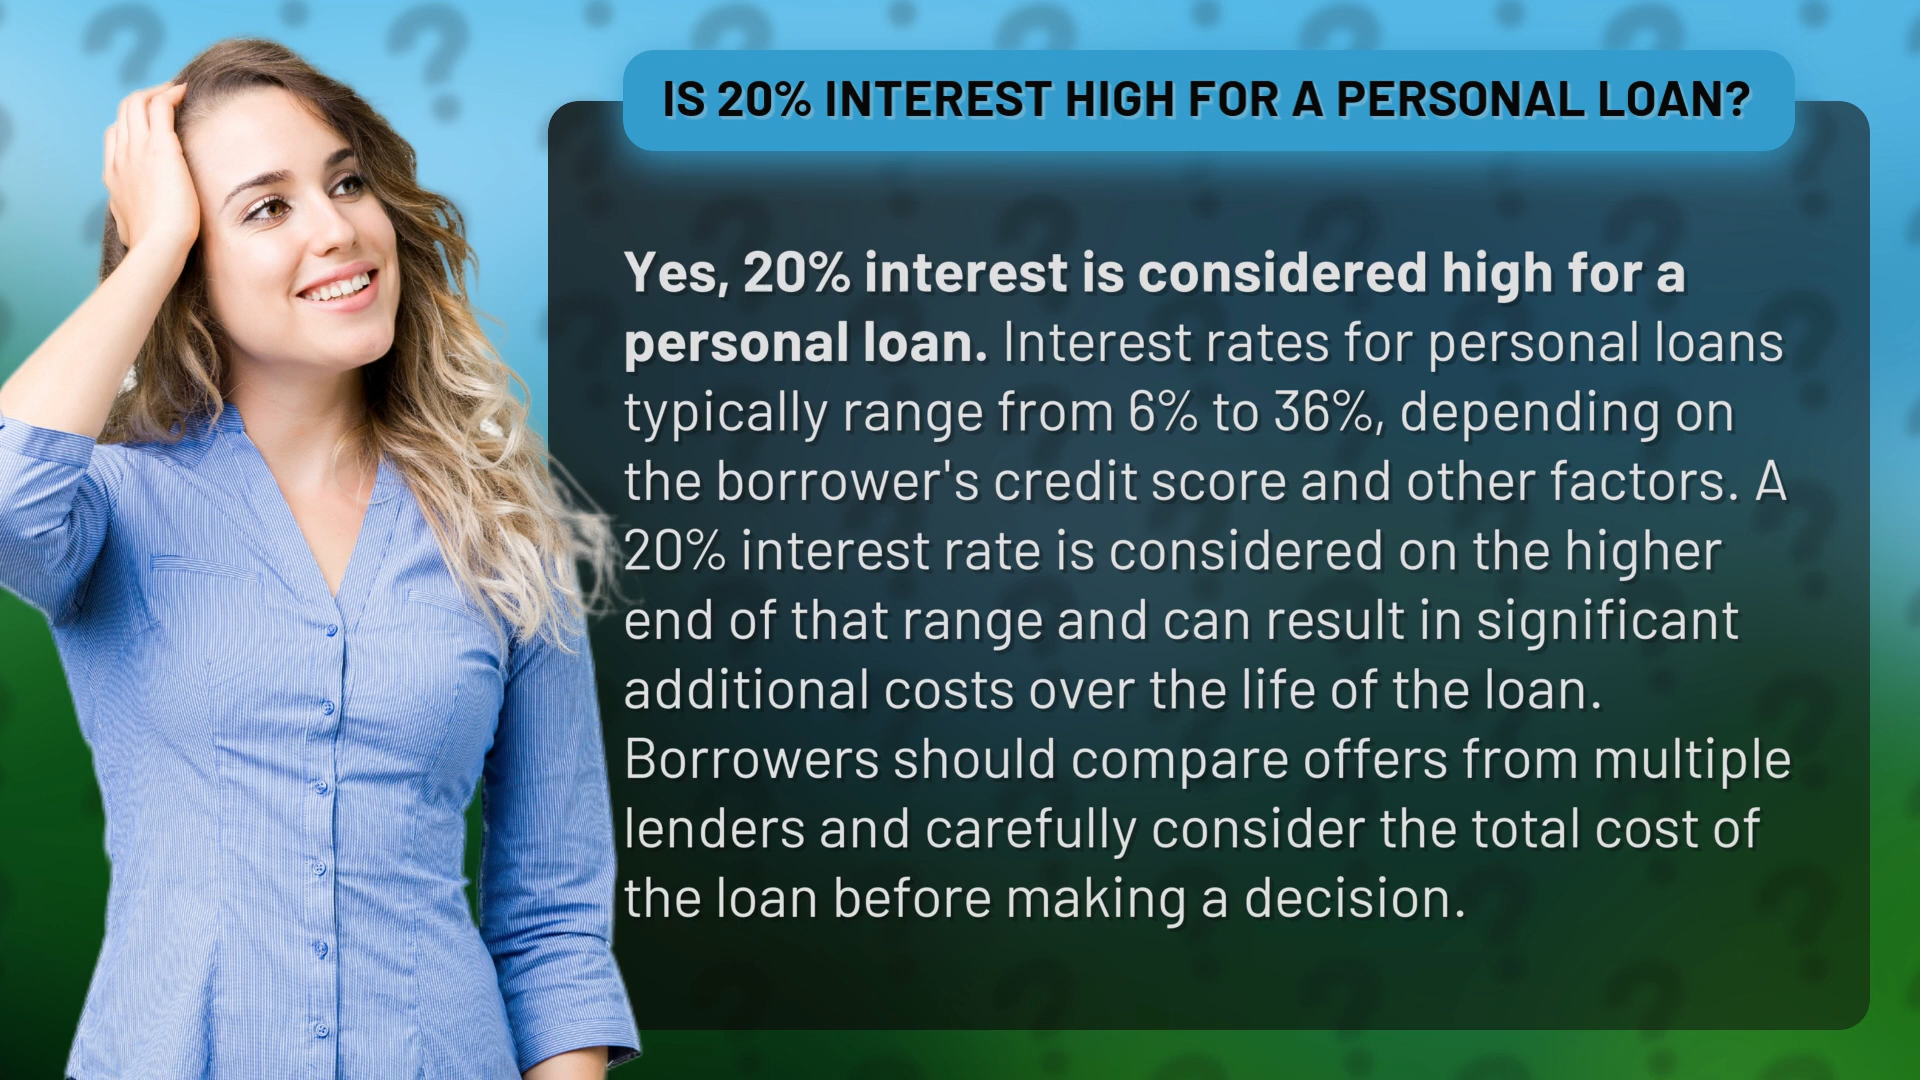 IS 20% INTEREST HIGH FOR A PERSONAL LOAN?
Yes, 20% interest is considered high for a
personal loan. Interest rates for personal loans
typically range from 6% to 36%, depending on
the borrower's credit score and other factors. A
20% interest rate is considered on the higher
end of that range and can result in significant
additional costs over the life of the loan.
Borrowers should compare offers from multiple
lenders and carefully consider the total cost of
the loan before making a decision.